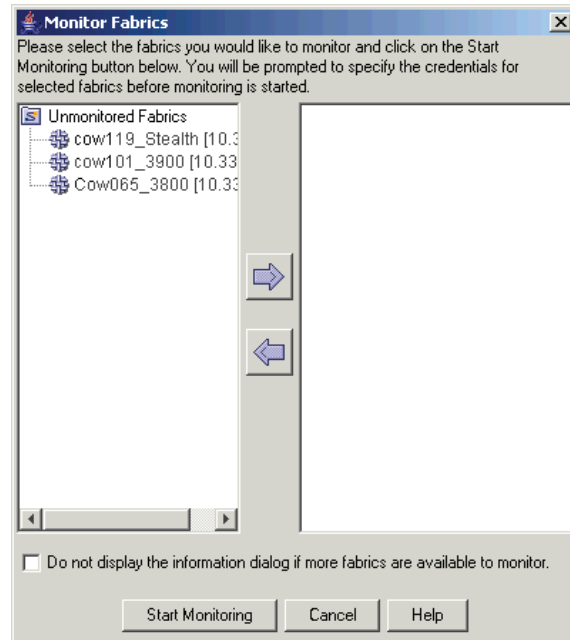 Monitor Fabrics
Please select the fabrics you would like to monitor and click on the Start
Monitoring button below. You will be prompted to specify the credentials for
selected fabrics before monitoring is started.
Unmonitored Fabrics
cow119_Stealth [10.3
cow101_3900 [10.33
Cow065_3800 [10.33
Do not display the information dialog if more fabrics are available to monitor.
Start Monitoring Cancel Help